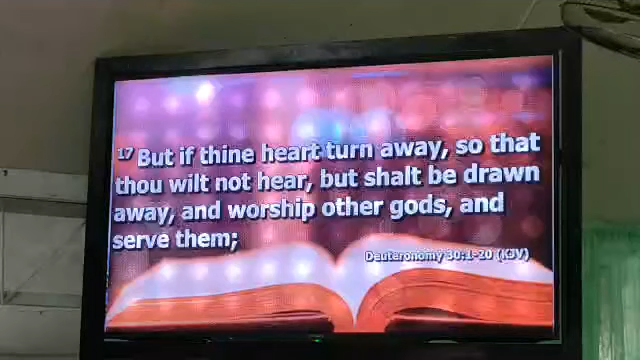 17 But if thine heart turn away, so that
thou wilt not hear, but shalt be drawn
away, and worship other gods, and
serve them;
Deuteronomy 30:1-20 (KJV)